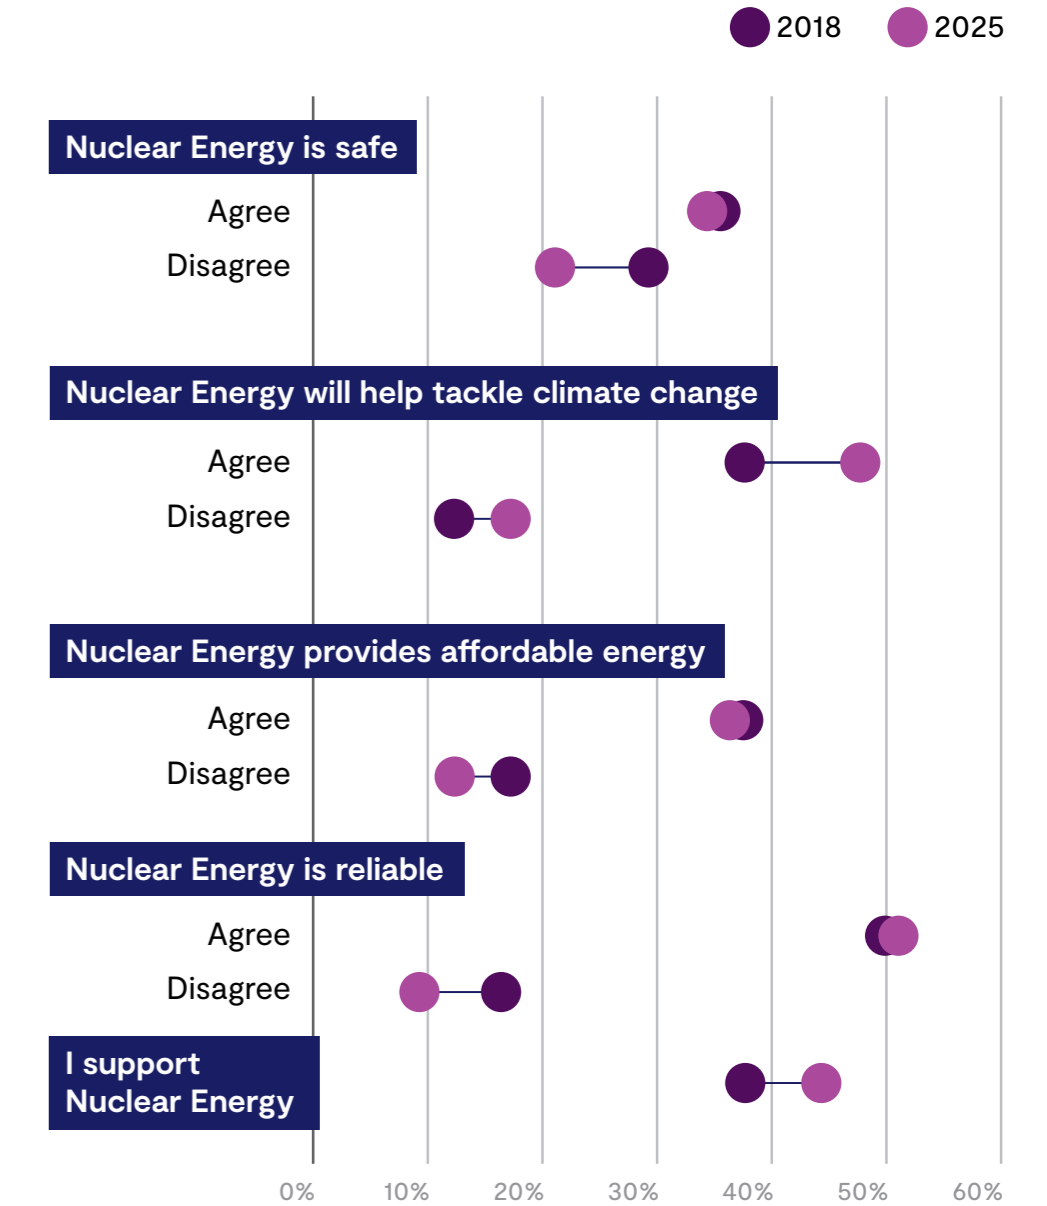 2018 2025
Nuclear Energy is safe
Agree
Disagree
Nuclear Energy will help tackle climate change
Agree
Disagree
Nuclear Energy provides affordable energy
Agree
Disagree
Nuclear Energy is reliable
Agree
Disagree
I support
Nuclear Energy
0% 10% 20% 30% 40% 50% 60%